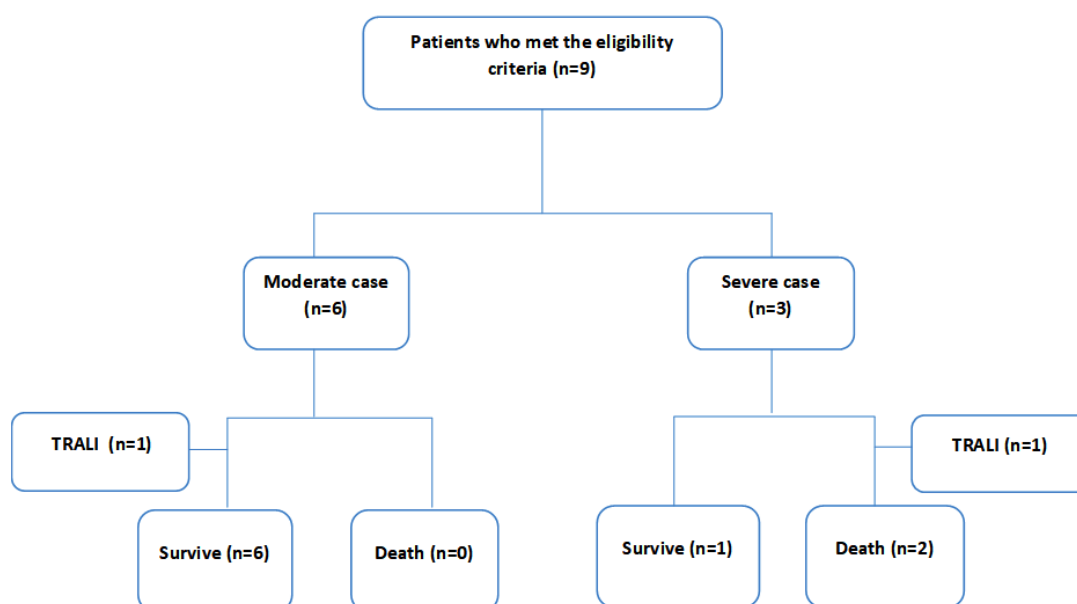 Patients who met the eligibility
criteria (n=9)
Moderate case
(n=6)
Severe case
(n=3)
TRALI (n=1)
TRALI (n=1)
Survive (n=6)
Death (n=0)
Survive (n=1)
Death (n=2)